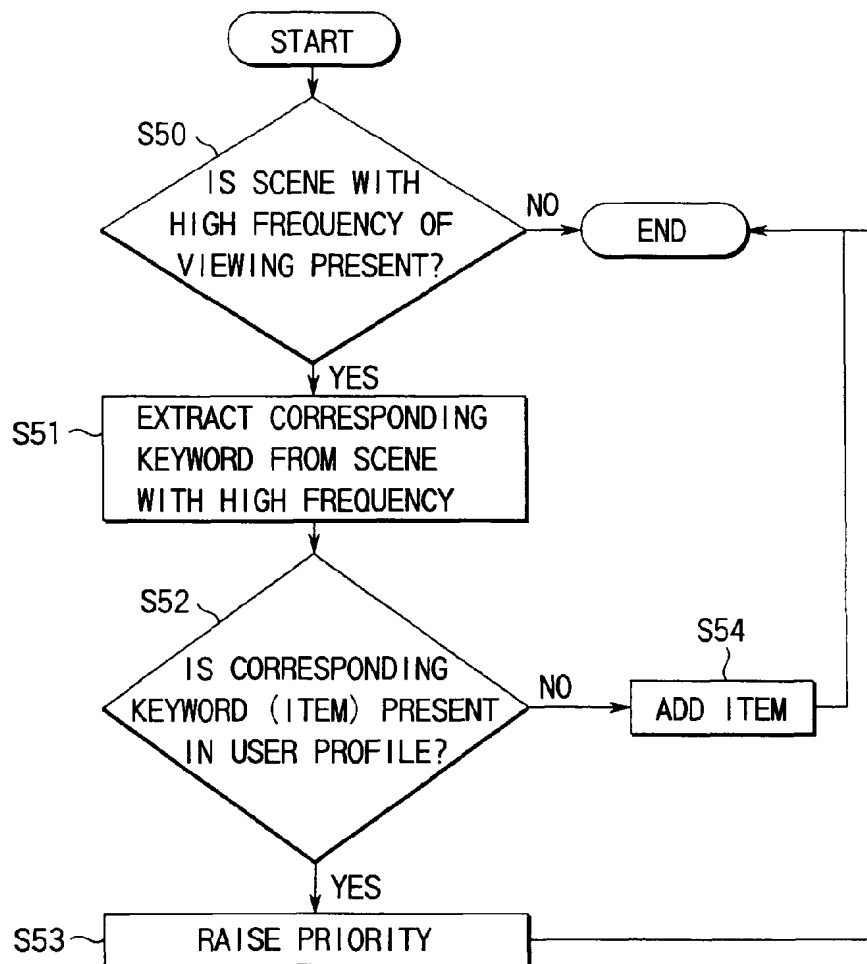 START
S50
IS SCENE WITH
HIGH FREQUENCY OF
VIEWING PRESENT?
NO
END
YES
S51
EXTRACT CORRESPONDING
KEYWORD FROM SCENE
WITH HIGH FREQUENCY
S52
IS CORRESPONDING
KEYWORD (ITEM) PRESENT
IN USER PROFILE?
NO
S54
ADD ITEM
YES
S53
RAISE PRIORITY